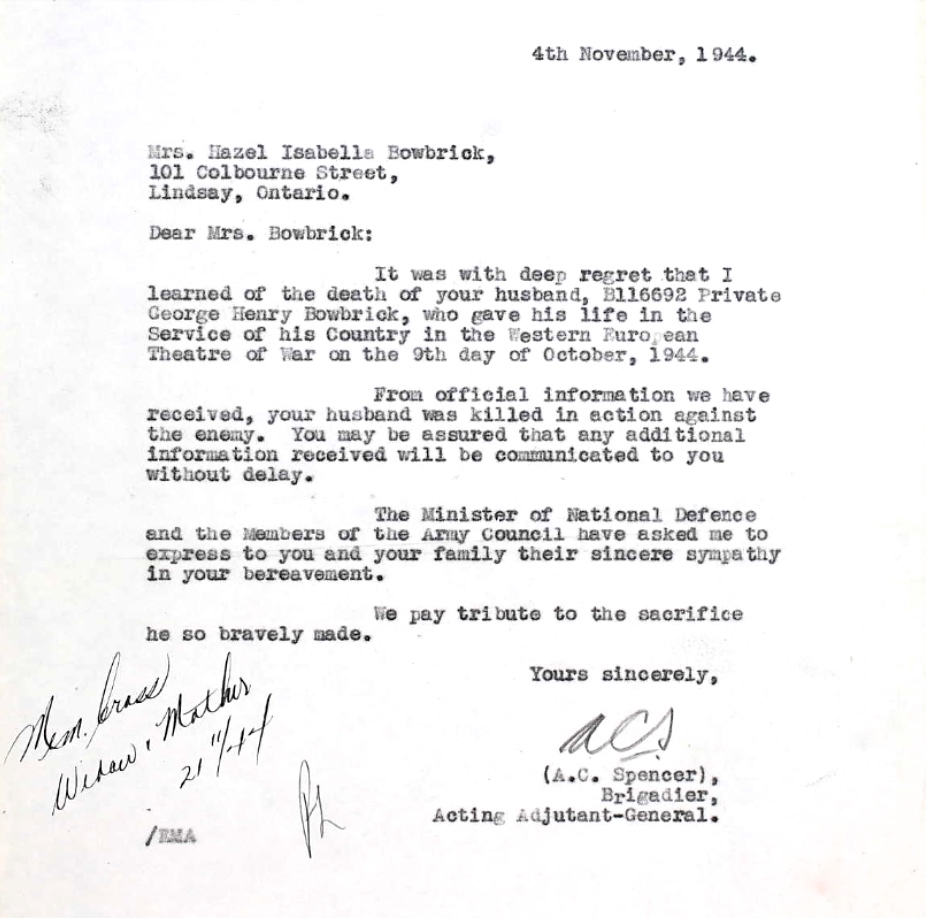 4th November, 1944.
Mrs. Hazel Isabella Bowbrick,
101 Colbourne Street,
Lindsay, Ontario.
Dear Mrs. Bowbrick:
It was with deep regret that I
learned of the death of your husband, B116692 Private
George Henry Bowbrick, who gave his life in the
Service of his Country in the Western European
Theatre of War on the 9th day of October, 1944.
From official information we have
received, your husband was killed in action against
the enemy. You may be assured that any additional
information received will be communicated to you
without delay.
The Minister of National Defence
and the Members of the Army Council have asked me to
express to you and your family their sincere sympathy
in your bereavement.
We pay tribute to the sacrifice
he so bravely made.
Yours sincerely,
ACS
(A.C. Spencer),
Brigadier,
Acting Adjutant-General.
Mem. Cross
Widow, Mother
21/11/44
/BMA